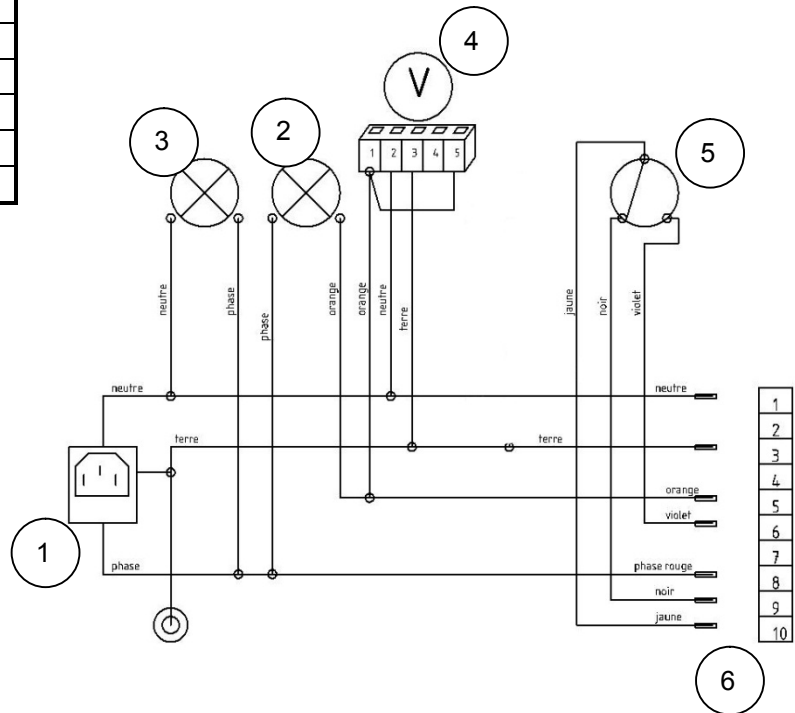 4
V
3
2
5
1 2 3 4 5
neutre
phase
phase
orange
orange
neutre
terre
jaune
noir
violet
neutre
neutre
terre
terre
orange
violet
phase
phase rouge
noir
jaune
1
1
2
3
4
5
6
7
8
9
10
6